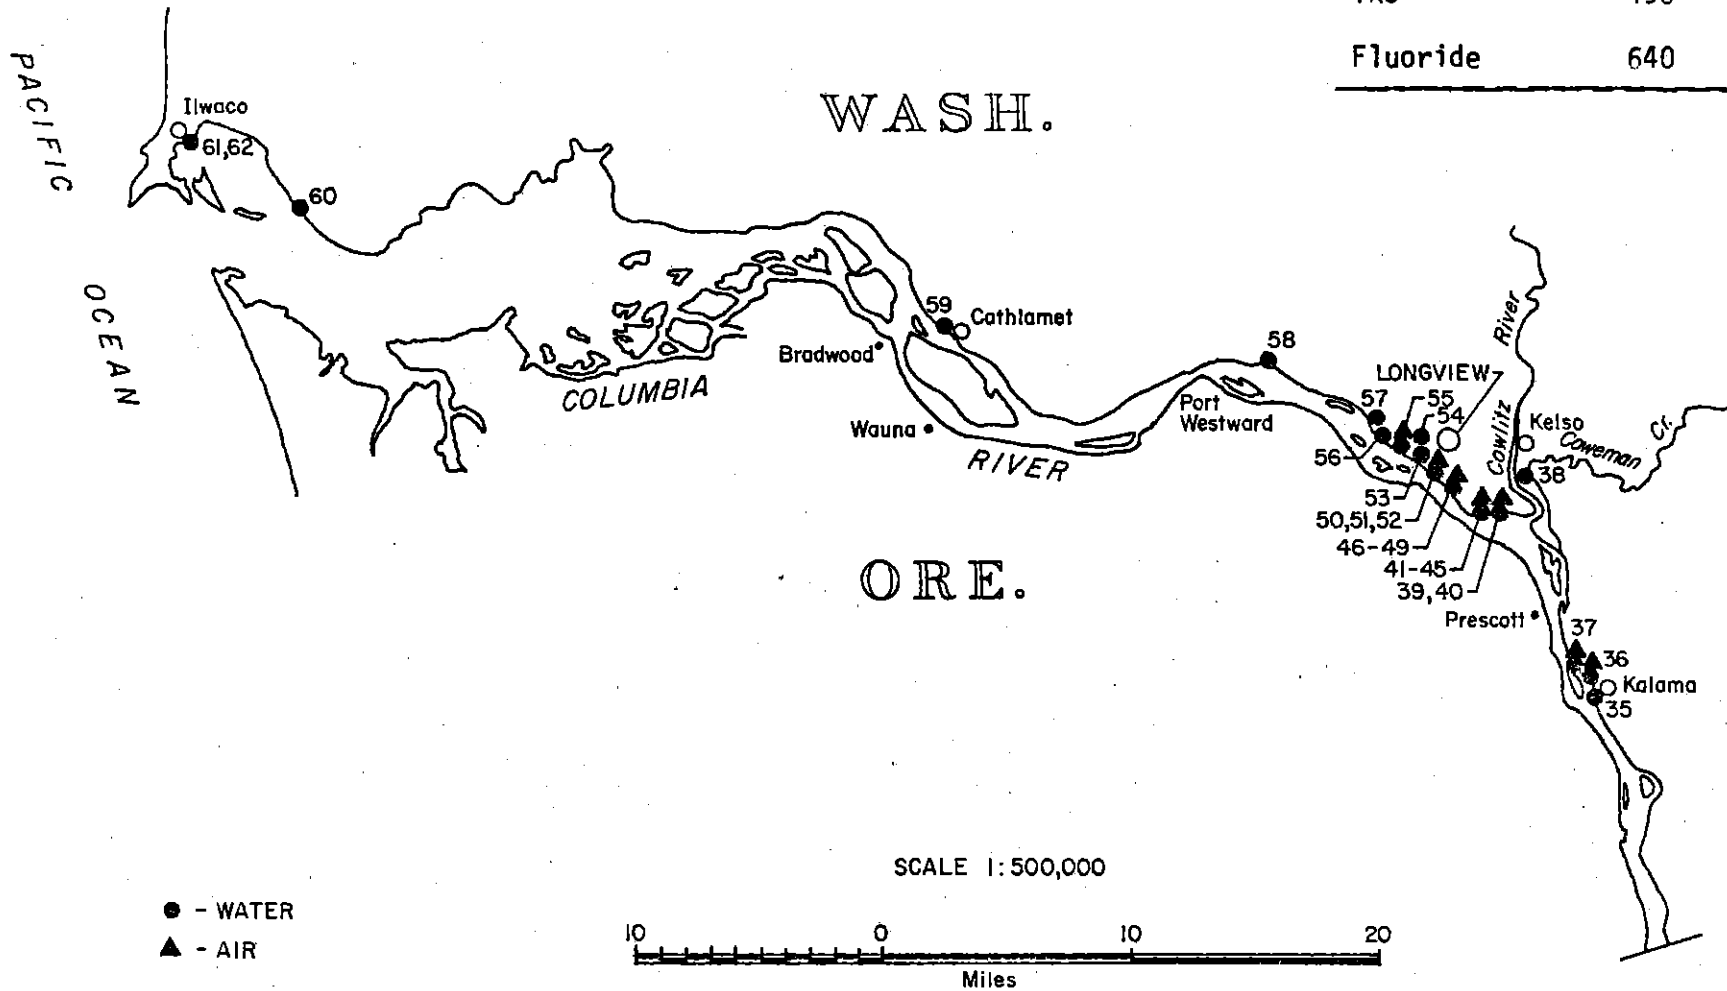 Fluoride 640
WASH.
PACIFIC
OCEAN
Ilwaco
61,62
60
59
Cathlamet
Bradwood
COLUMBIA
Wauna
RIVER
58
Port
Westward
LONGVIEW
57
55
54
56
53
50,51,52
46-49
41-45
39,40
Cowlitz River
Kelso
Coweman Cr.
38
ORE.
Prescott
37
36
Kalama
35
SCALE 1:500,000
● - WATER
▲ - AIR
10 0 10 20
Miles